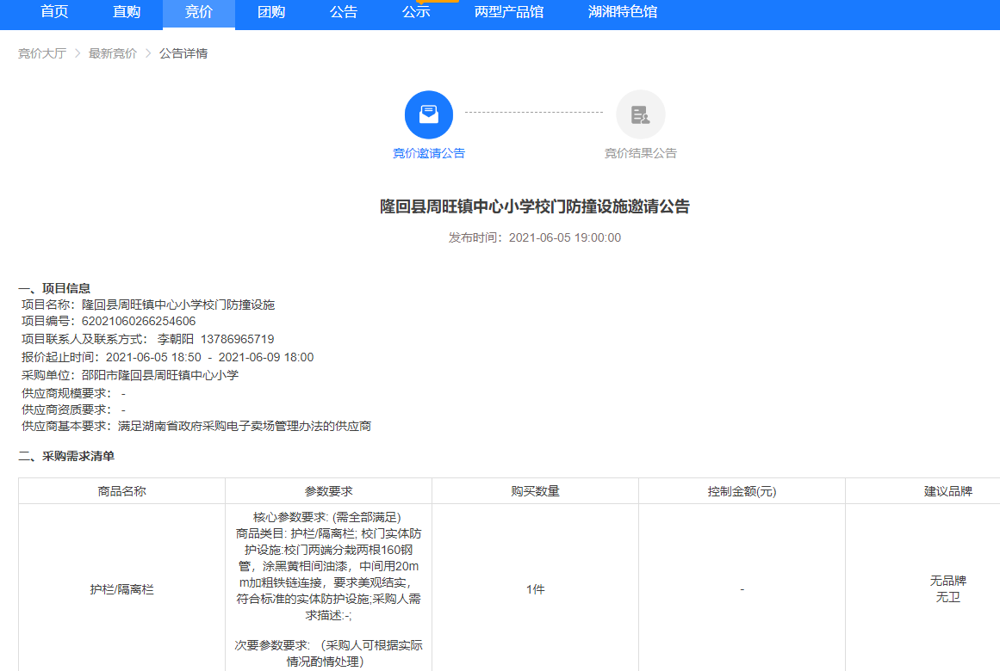 首页 直购 竞价 团购 公告 公示 两型产品馆 湖湘特色馆
竞价大厅 > 最新竞价 > 公告详情
竞价邀请公告 竞价结果公告
隆回县周旺镇中心小学校门防撞设施邀请公告
发布时间：2021-06-05 19:00:00
一、项目信息
项目名称：隆回县周旺镇中心小学校门防撞设施
项目编号：62021060266254606
项目联系人及联系方式： 李朝阳 13786965719
报价起止时间：2021-06-05 18:50 - 2021-06-09 18:00
采购单位：邵阳市隆回县周旺镇中心小学
供应商规模要求： -
供应商资质要求： -
供应商基本要求：满足湖南省政府采购电子卖场管理办法的供应商
二、采购需求清单
商品名称 参数要求 购买数量 控制金额(元) 建议品牌
护栏/隔离栏
核心参数要求: (需全部满足)
商品类目: 护栏/隔离栏; 校门实体防
护设施:校门两端分栽两根160钢
管，涂黑黄相间油漆，中间用20m
m加粗铁链连接，要求美观结实，
符合标准的实体防护设施;采购人需
求描述:-;
次要参数要求: （采购人可根据实际
情况酌情处理）
1件
-
无品牌
无卫